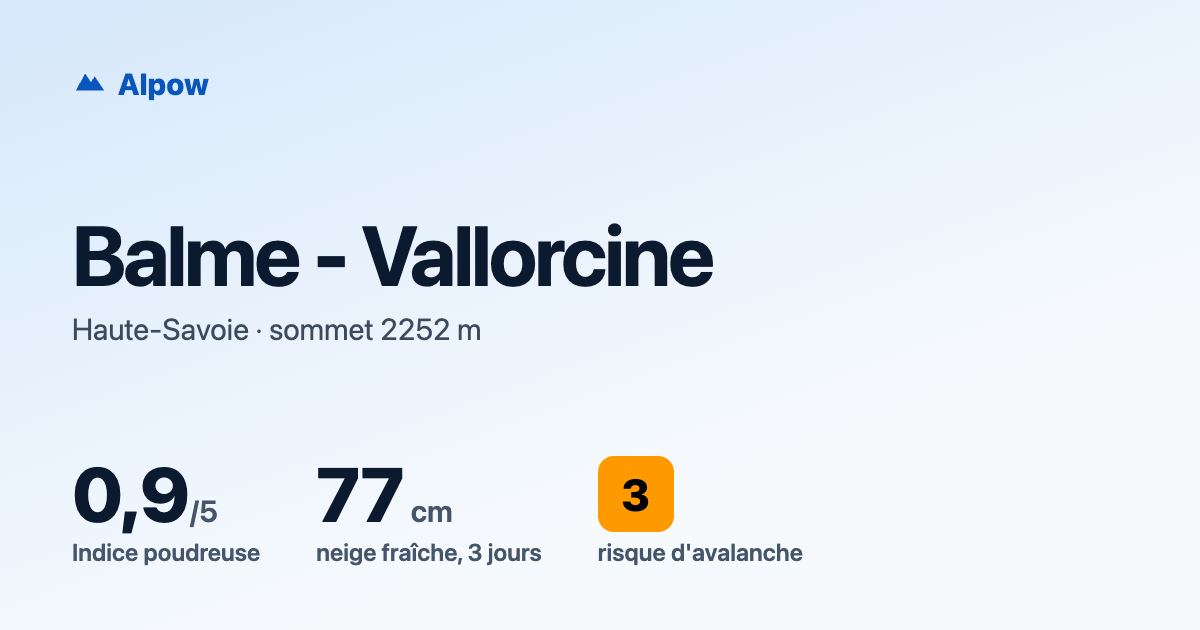 Alpow
Balme - Vallorcine
Haute-Savoie · sommet 2252 m
0,9/5
Indice poudreuse
77 cm
neige fraîche, 3 jours
3
risque d'avalanche